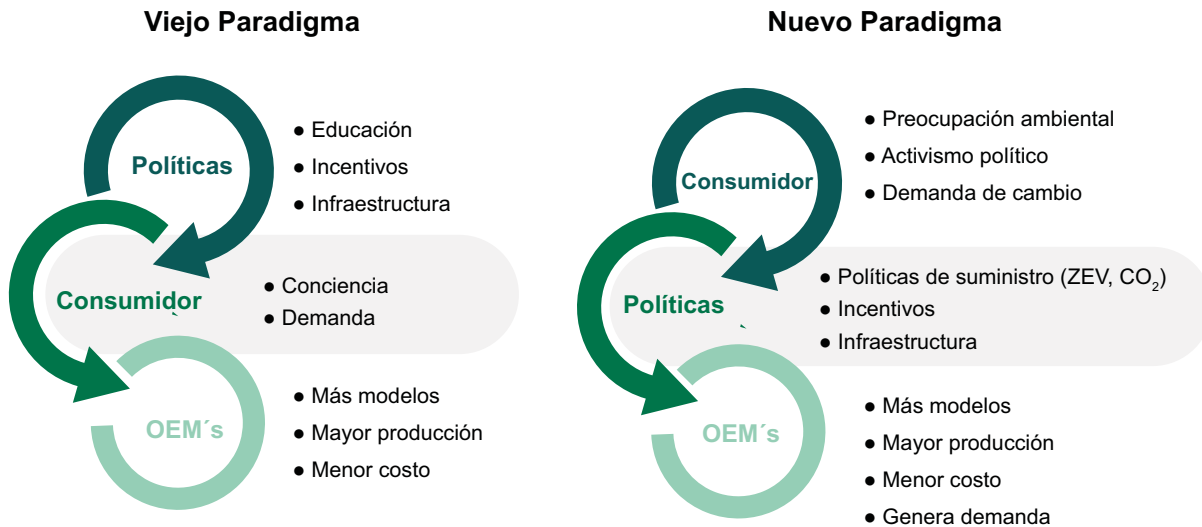 Viejo Paradigma
Políticas
● Educación
● Incentivos
● Infraestructura
Consumidor
● Conciencia
● Demanda
OEM´s
● Más modelos
● Mayor producción
● Menor costo
Nuevo Paradigma
Consumidor
● Preocupación ambiental
● Activismo político
● Demanda de cambio
Políticas
● Políticas de suministro (ZEV, CO₂)
● Incentivos
● Infraestructura
OEM´s
● Más modelos
● Mayor producción
● Menor costo
● Genera demanda